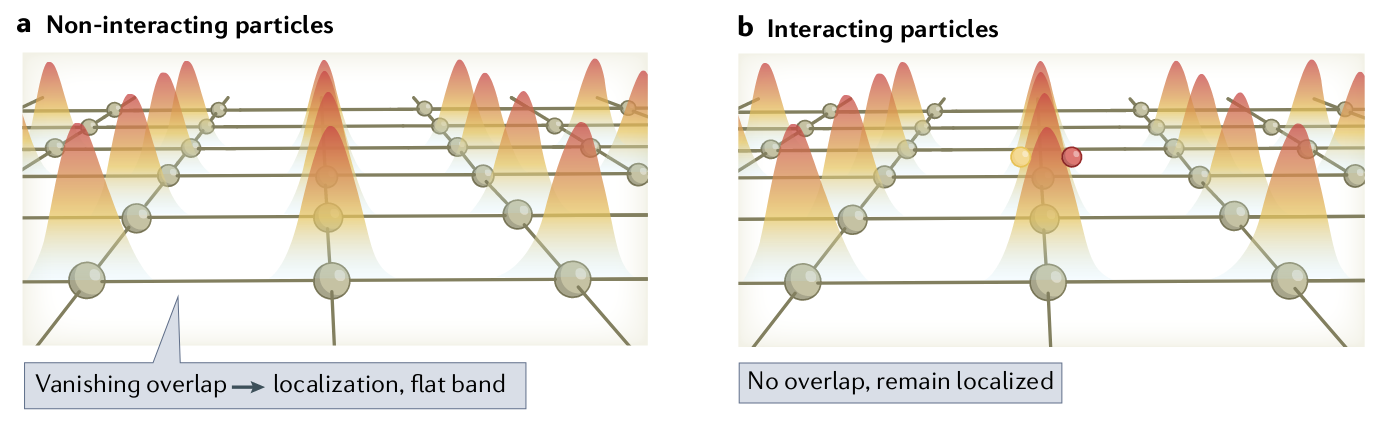 a Non-interacting particles
b Interacting particles
Vanishing overlap → localization, flat band
No overlap, remain localized